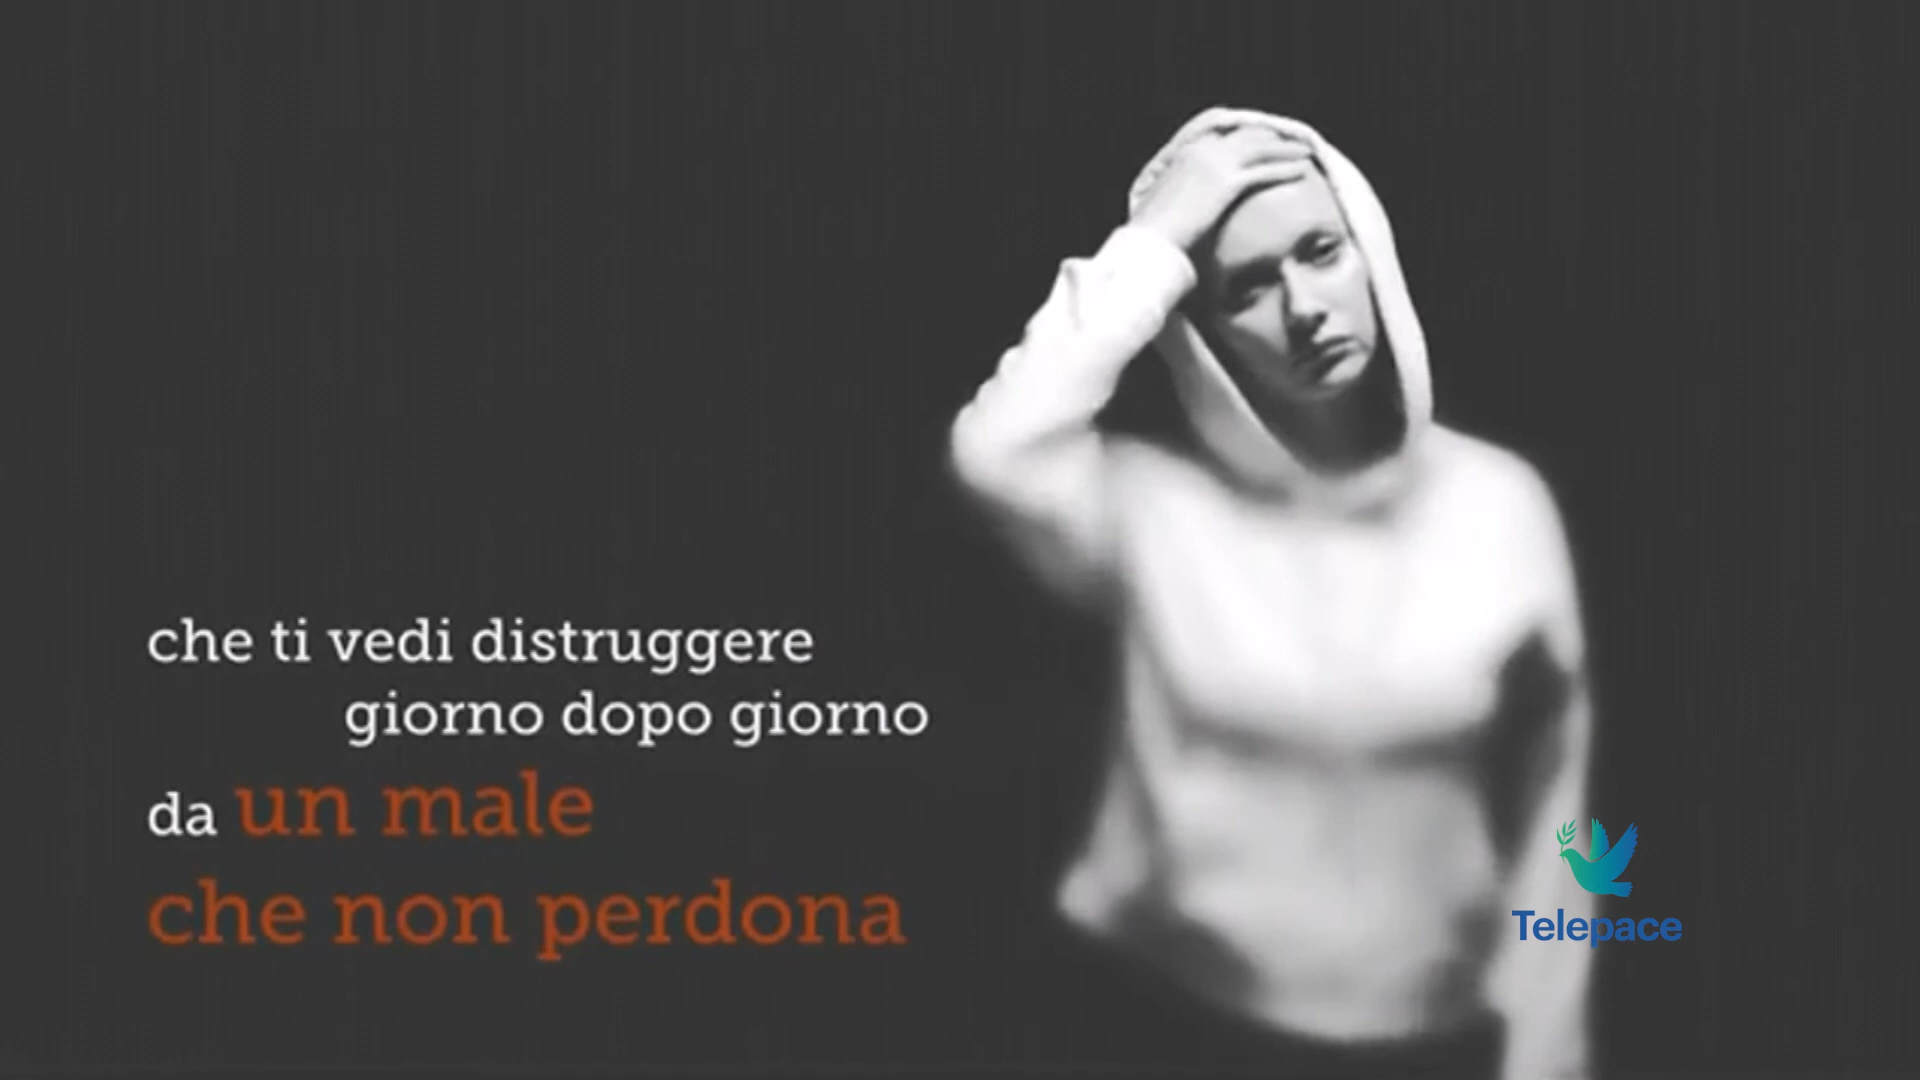 che ti vedi distruggere
giorno dopo giorno
da un male
che non perdona
Telepace